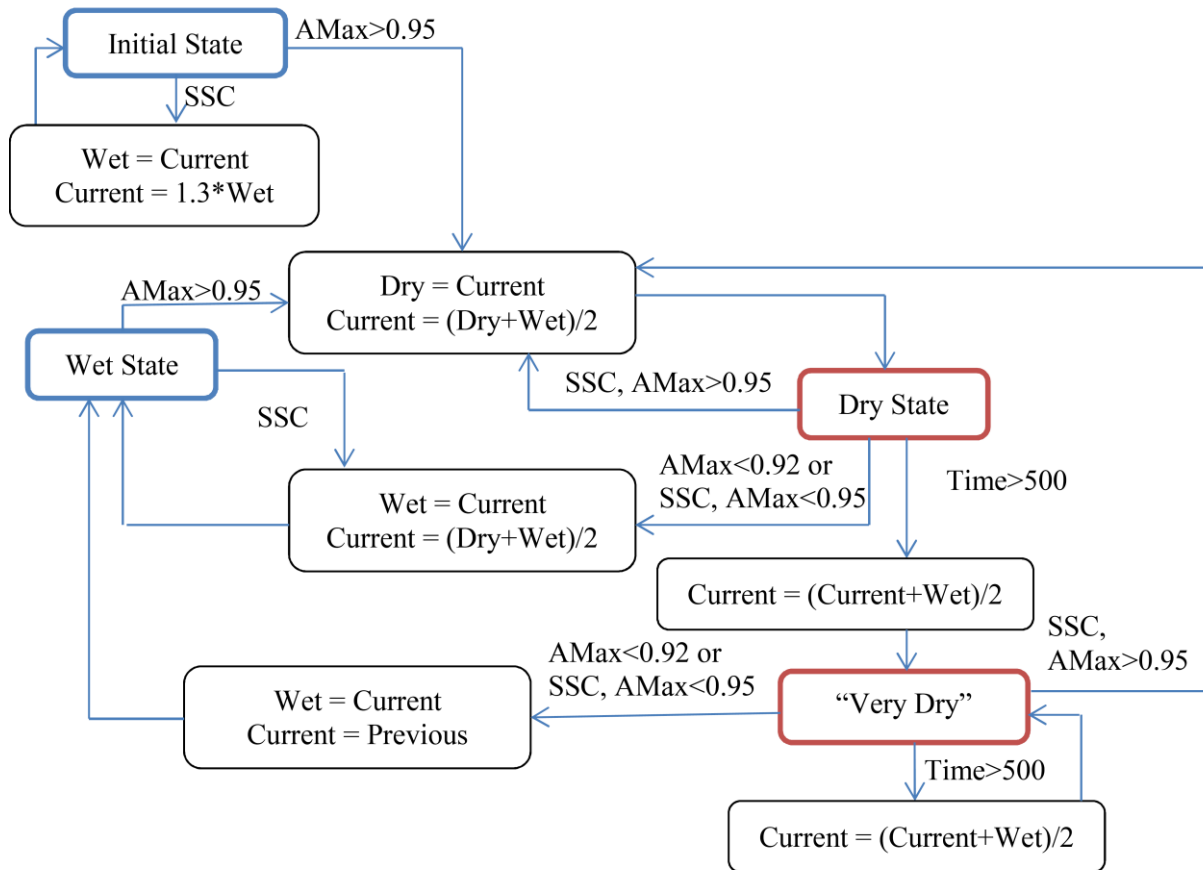 Initial State
AMax>0.95
SSC
Wet = Current
Current = 1.3*Wet
Dry = Current
Current = (Dry+Wet)/2
AMax>0.95
Wet State
SSC, AMax>0.95
Dry State
SSC
AMax<0.92 or
SSC, AMax<0.95
Time>500
Wet = Current
Current = (Dry+Wet)/2
Current = (Current+Wet)/2
SSC,
AMax>0.95
AMax<0.92 or
SSC, AMax<0.95
Wet = Current
Current = Previous
“Very Dry”
Time>500
Current = (Current+Wet)/2